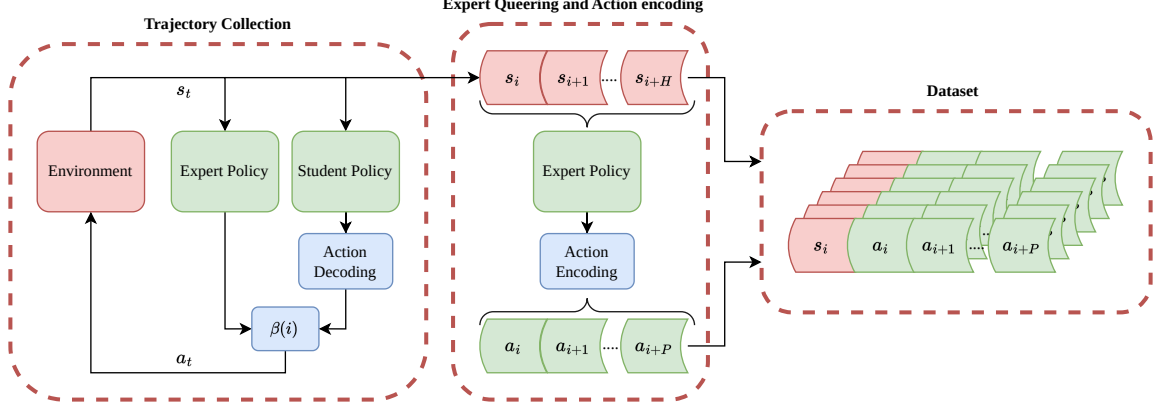 Expert Queering and Action encoding
Trajectory Collection
Dataset
s_t
Environment
Expert Policy
Student Policy
Action
Decoding
β(i)
a_t
s_i
s_{i+1}
....
s_{i+H}
Expert Policy
Action
Encoding
a_i
a_{i+1}
....
a_{i+P}
s_i
a_i
a_{i+1}
....
a_{i+P}